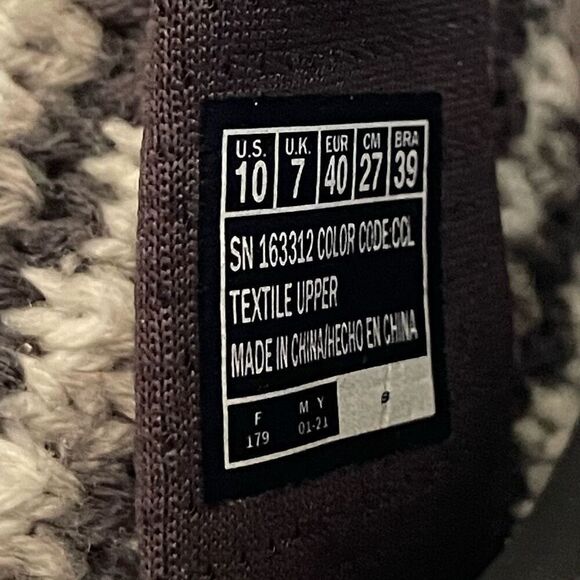 U.S. U.K. EUR CM BRA
10 7 40 27 39
SN 163312 COLOR CODE:CCL
TEXTILE UPPER
MADE IN CHINA/HECHO EN CHINA
F M Y
179 01-21